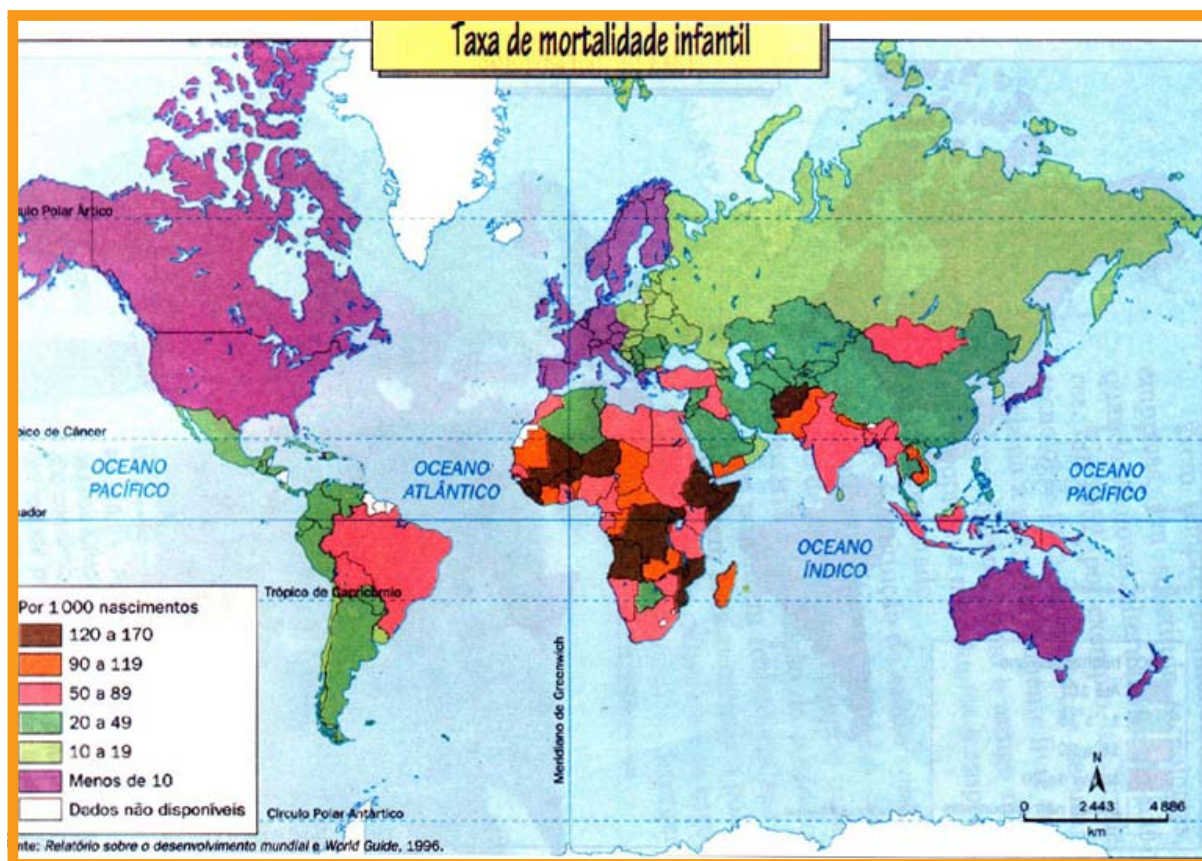 Taxa de mortalidade infantil
ulo Polar Ártico
pico de Câncer
OCEANO
PACÍFICO
OCEANO
ATLÂNTICO
OCEANO
PACÍFICO
uador
OCEANO
ÍNDICO
Trópico de Capricórnio
Meridiano de Greenwich
Por 1 000 nascimentos
120 a 170
90 a 119
50 a 89
20 a 49
10 a 19
Menos de 10
Dados não disponíveis
Círculo Polar Antártico
N
0 2 443 4 886
km
nte: Relatório sobre o desenvolvimento mundial e World Guide, 1996.